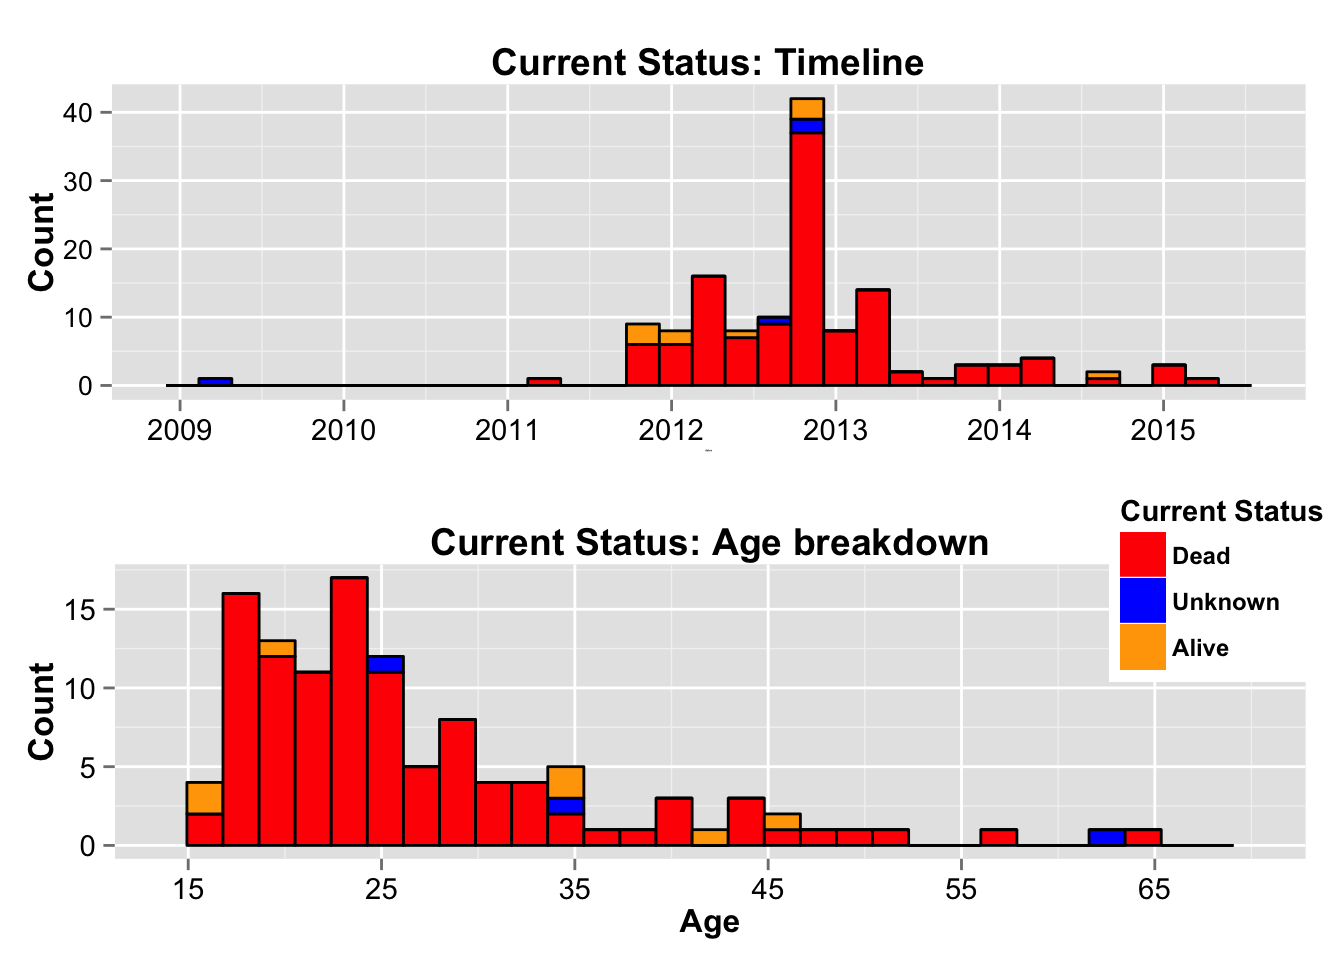 Current Status: Timeline
Count
40
30
20
10
0
2009 2010 2011 2012 2013 2014 2015
Current Status: Age breakdown
Current Status
Dead
Unknown
Alive
Count
15
10
5
0
15 25 35 45 55 65
Age